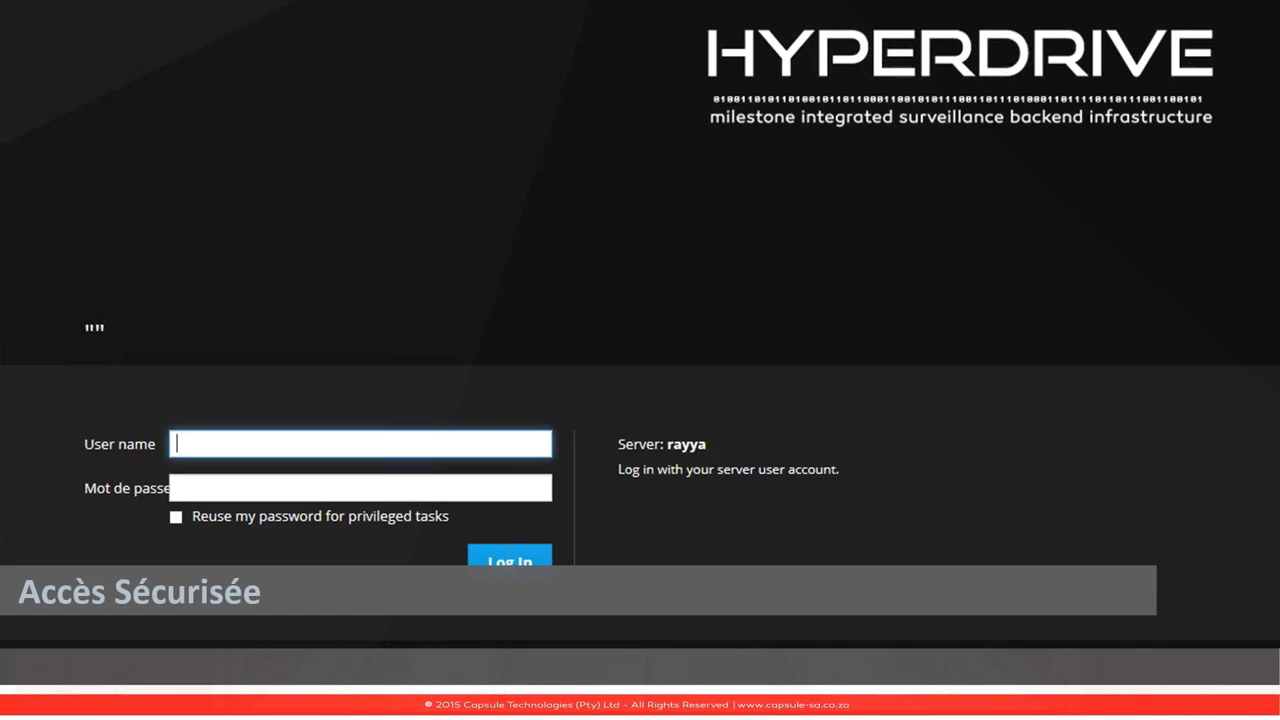 HYPERDRIVE
milestone integrated surveillance backend infrastructure
""
User name
Mot de passe
Reuse my password for privileged tasks
Log In
Server: rayya
Log in with your server user account.
Accès Sécurisée
© 2015 Capsule Technologies (Pty) Ltd - All Rights Reserved | www.capsule-sa.co.za